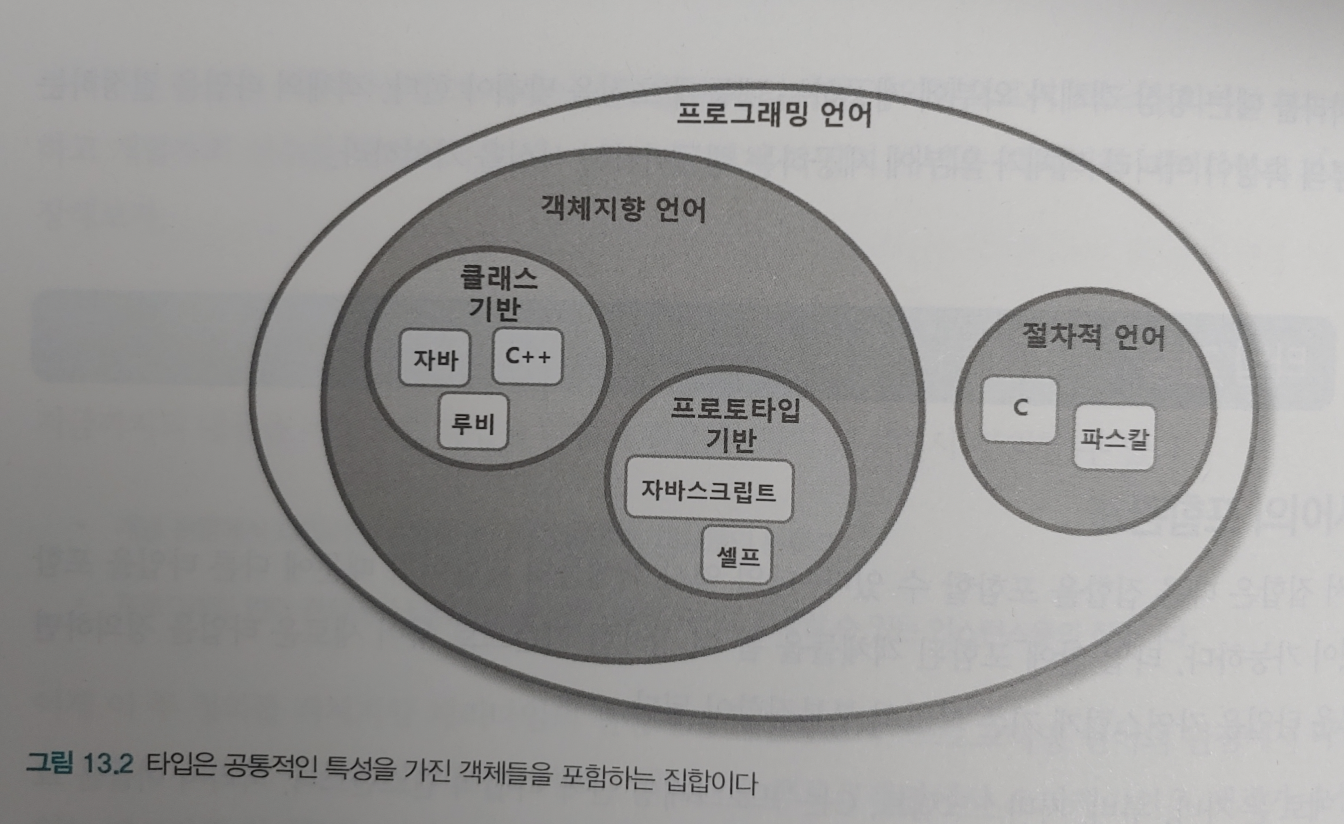 프로그래밍 언어
객체지향 언어
클래스
기반
자바
C++
루비
프로토타입
기반
자바스크립트
셀프
절차적 언어
C
파스칼
그림 13.2 타입은 공통적인 특성을 가진 객체들을 포함하는 집합이다